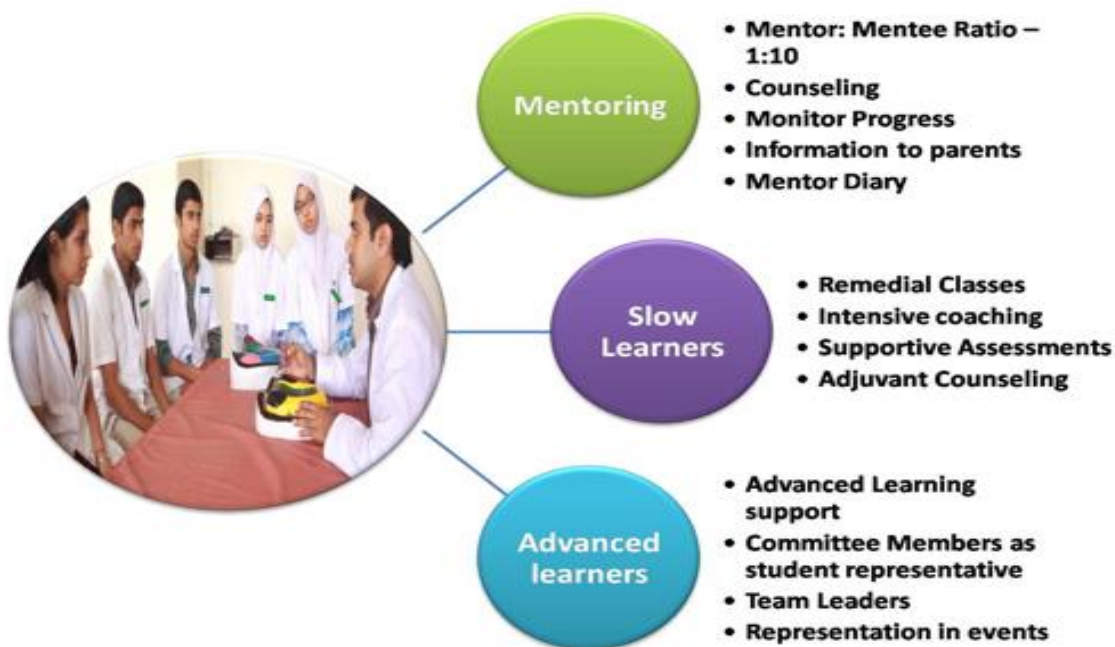 Mentoring
• Mentor: Mentee Ratio –
1:10
• Counseling
• Monitor Progress
• Information to parents
• Mentor Diary
Slow
Learners
• Remedial Classes
• Intensive coaching
• Supportive Assessments
• Adjuvant Counseling
Advanced
learners
• Advanced Learning
support
• Committee Members as
student representative
• Team Leaders
• Representation in events